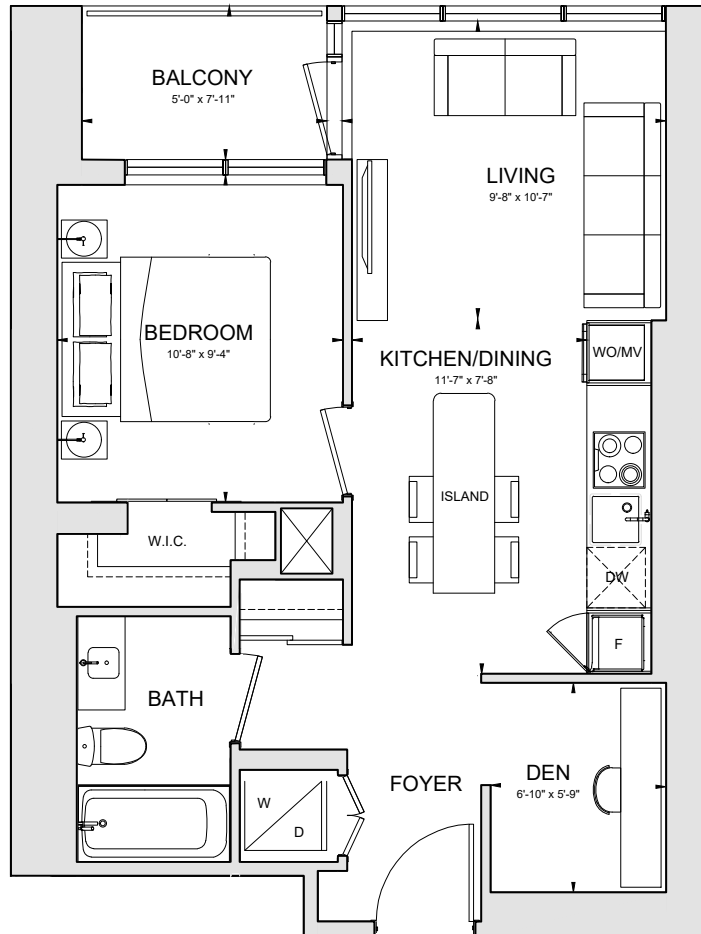 BALCONY
5'-0" x 7'-11"
LIVING
9'-8" x 10'-7"
BEDROOM
10'-8" x 9'-4"
KITCHEN/DINING
11'-7" x 7'-8"
WO/MV
ISLAND
W.I.C.
DW
F
BATH
FOYER
DEN
6'-10" x 5'-9"
W
D